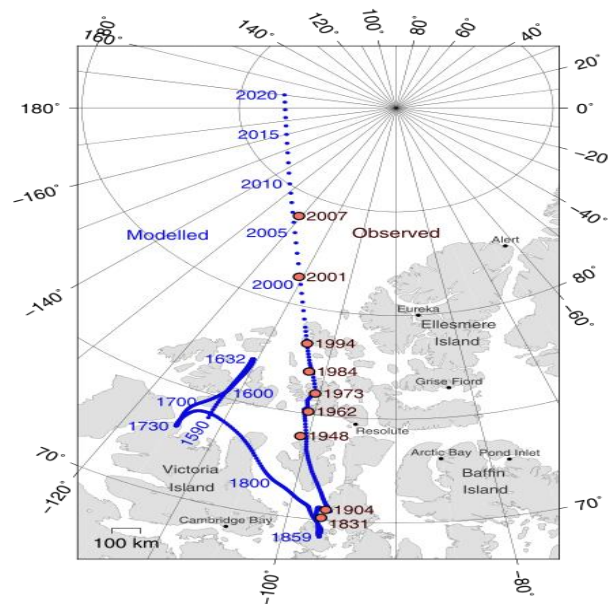 160° 180 160 140 120 100 80 60 40°
180°
20°
0°
−20°
−40°
−60°
−80°
70°
−100°
−120°
70°
−140°
−160°
2020
2015
2010
2007
2005
Modelled
Observed
2001
2000
Alert
Eureka
Ellesmere
Island
1994
1632
1984
Grise Fiord
1600
1973
1700
1962
1730
1590
1948
Resolute
Victoria
Island
Arctic Bay
Pond Inlet
Baffin
Island
1800
1904
Cambridge Bay
1831
1859
100 km